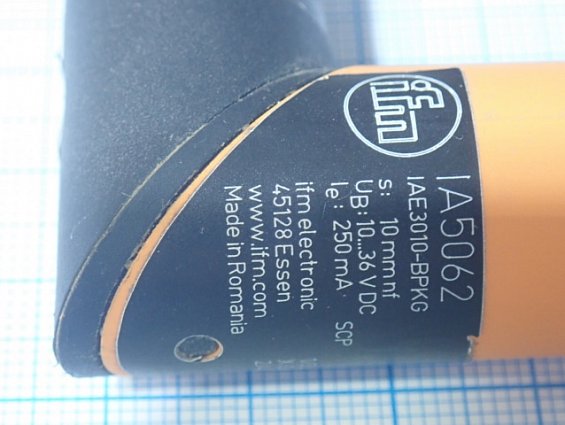 ifm
IA5062
IAE3010-BPKG
s: 10 mm nf
UB: 10...36 V DC
Ie: 250 mA SCP
ifm electronic
45128 Essen
www.ifm.com
Made in Romania